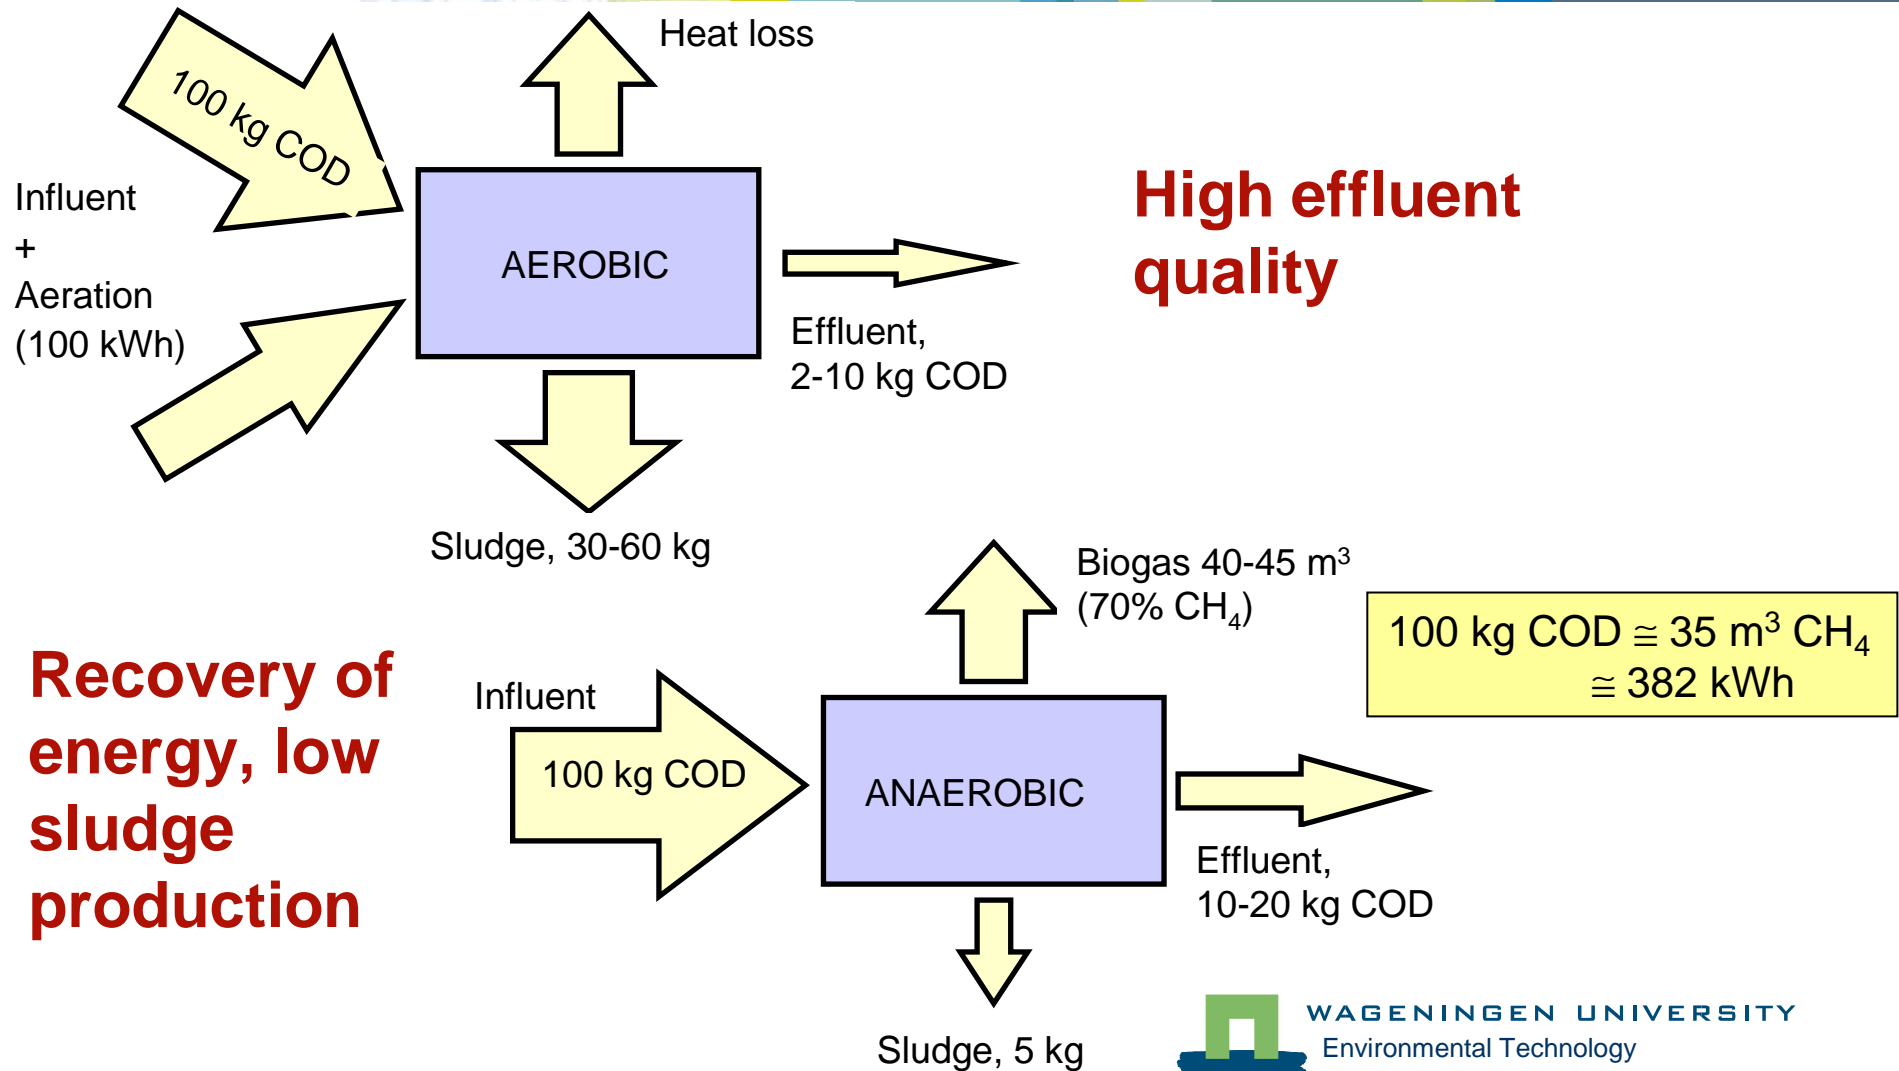 Heat loss
100 kg COD
Influent
+
Aeration
(100 kWh)
AEROBIC
High effluent
quality
Effluent,
2-10 kg COD
Sludge, 30-60 kg
Biogas 40-45 m³
(70% CH₄)
100 kg COD ≅ 35 m³ CH₄
≅ 382 kWh
Recovery of
energy, low
sludge
production
Influent
100 kg COD
ANAEROBIC
Effluent,
10-20 kg COD
Sludge, 5 kg
WAGENINGEN UNIVERSITY
Environmental Technology